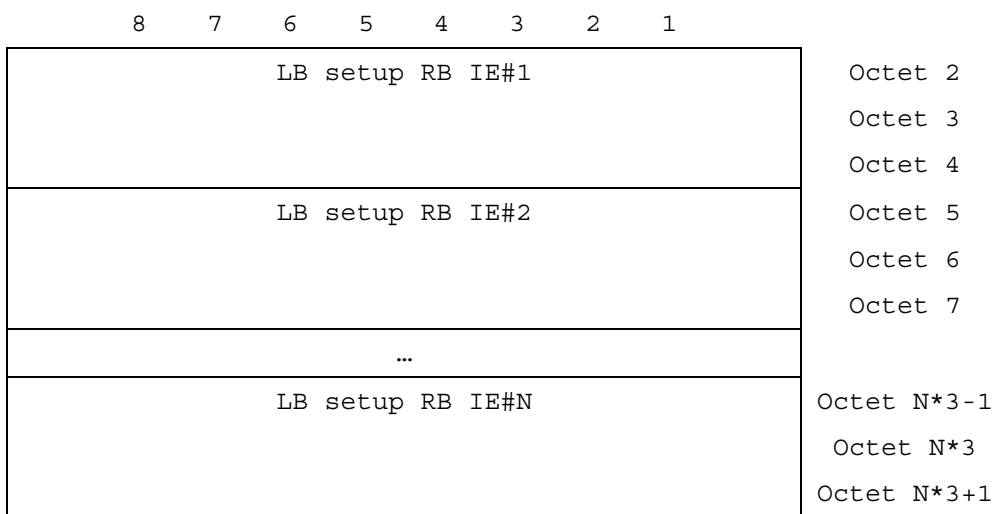 8 7 6 5 4 3 2 1
LB setup RB IE#1 Octet 2
Octet 3
Octet 4
LB setup RB IE#2 Octet 5
Octet 6
Octet 7
…
LB setup RB IE#N Octet N*3-1
Octet N*3
Octet N*3+1